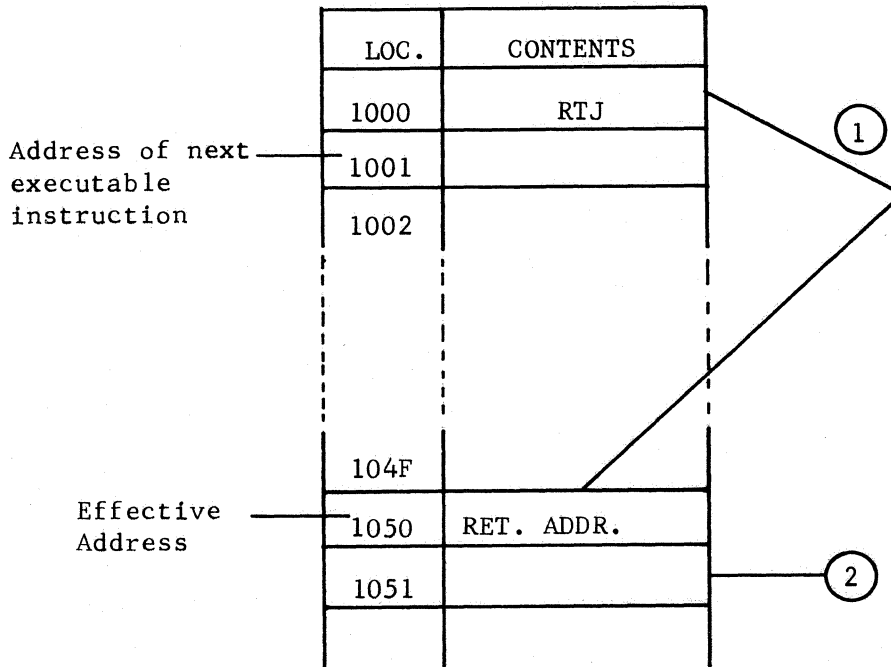 LOC. CONTENTS
1000 RTJ
1
Address of next
executable
instruction
1001
1002
104F
Effective
Address
1050 RET. ADDR.
1051
2